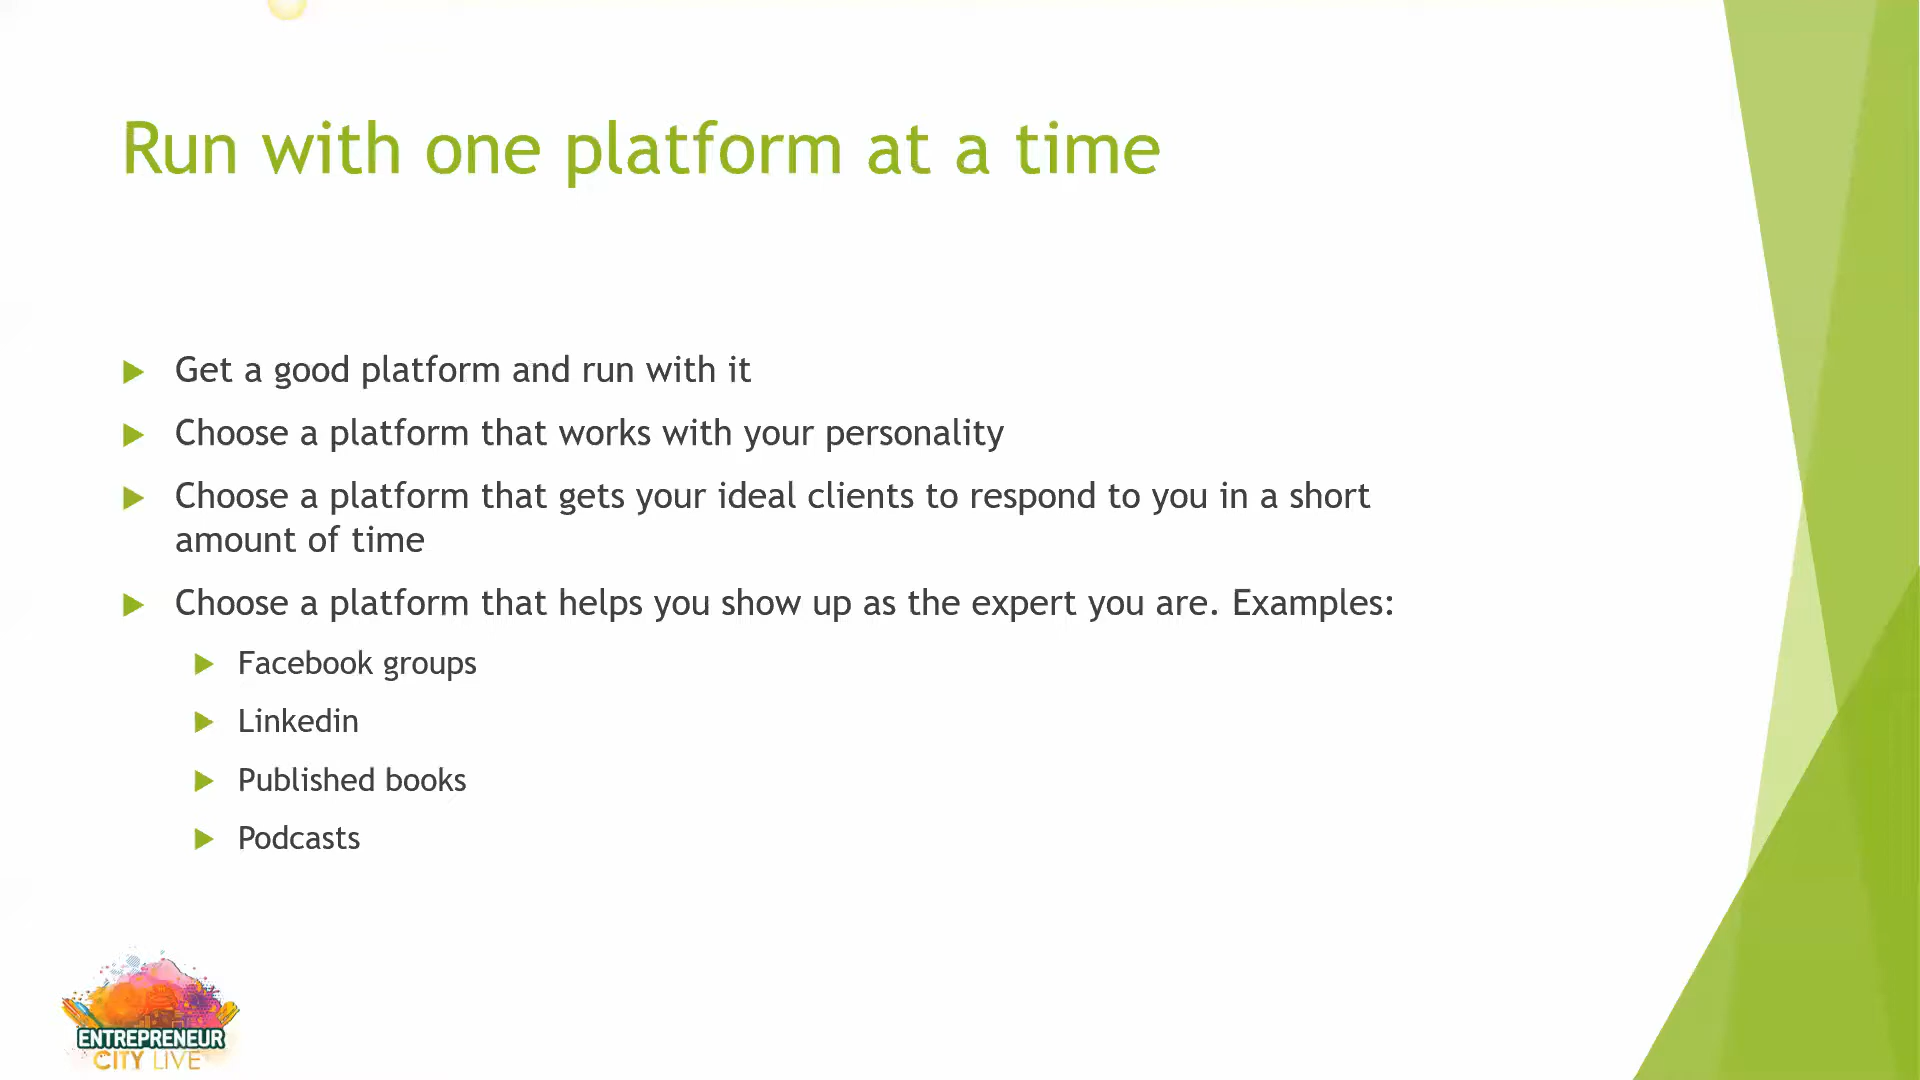 Run with one platform at a time
Get a good platform and run with it
Choose a platform that works with your personality
Choose a platform that gets your ideal clients to respond to you in a short
amount of time
Choose a platform that helps you show up as the expert you are. Examples:
Facebook groups
Linkedin
Published books
Podcasts
ENTREPRENEUR
CITY LIVE